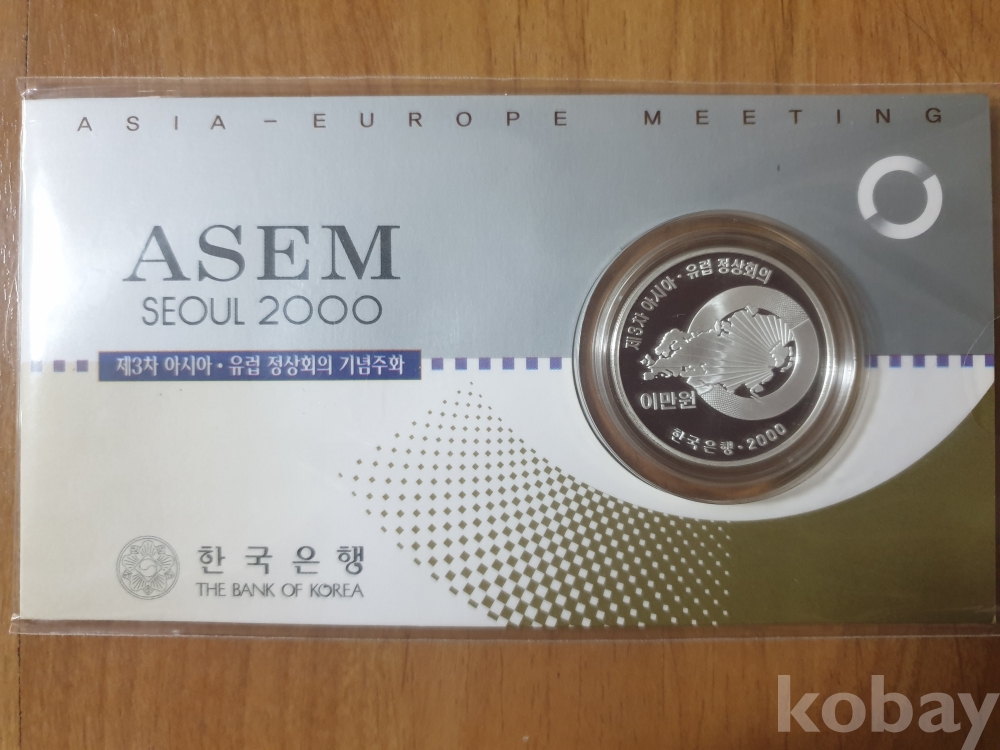 ASIA-EUROPE MEETING
ASEM
SEOUL 2000
제3차 아시아·유럽 정상회의 기념주화
제3차 아시아·유럽 정상회의
이만원
한국은행·2000
한국은행
THE BANK OF KOREA
kobay